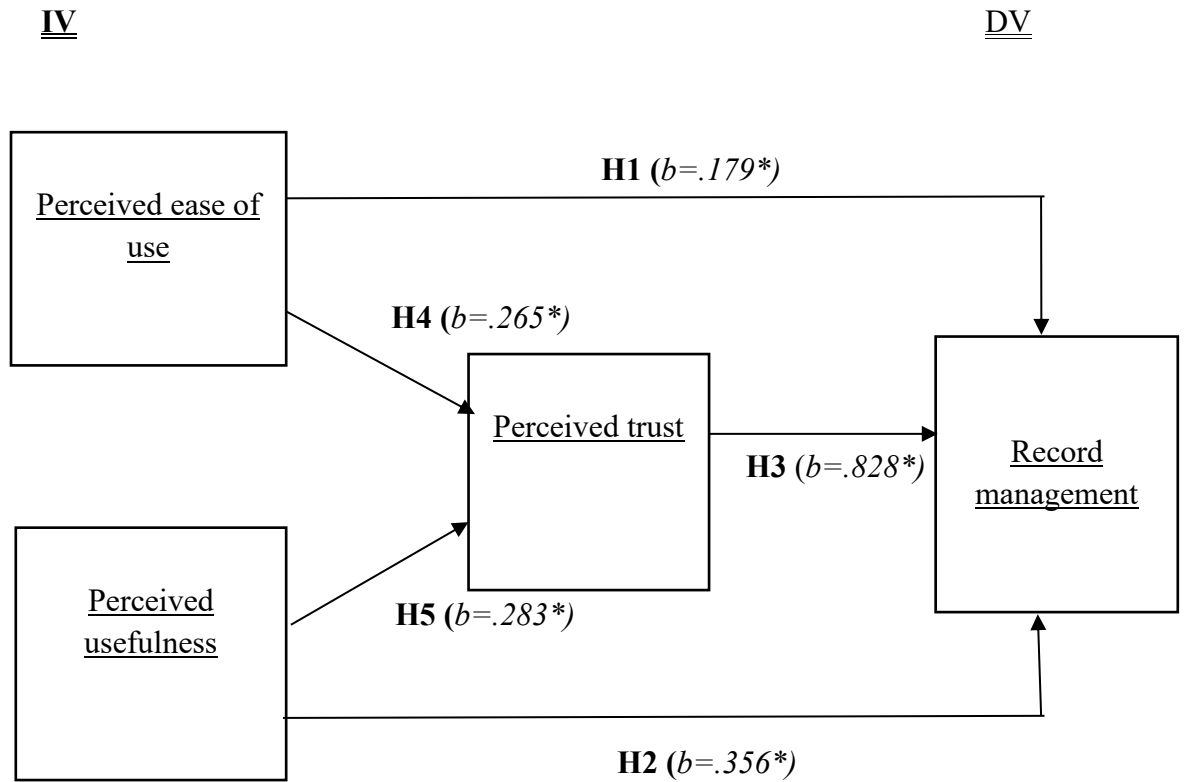 IV
DV
H1 (b=.179*)
Perceived ease of
use
H4 (b=.265*)
Perceived trust
H3 (b=.828*)
Record
management
Perceived
usefulness
H5 (b=.283*)
H2 (b=.356*)